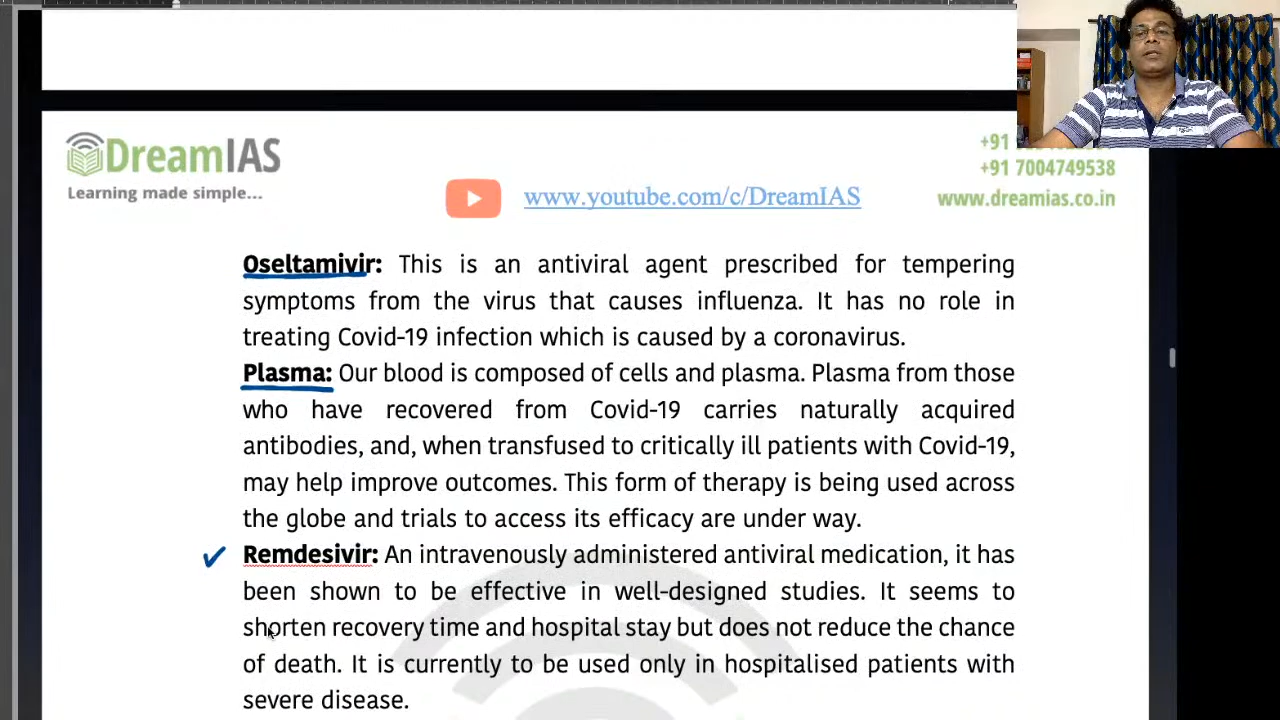 DreamIAS
Learning made simple...
www.youtube.com/c/DreamIAS
+91
+91 7004749538
www.dreamias.co.in
Oseltamivir: This is an antiviral agent prescribed for tempering
symptoms from the virus that causes influenza. It has no role in
treating Covid-19 infection which is caused by a coronavirus.
Plasma: Our blood is composed of cells and plasma. Plasma from those
who have recovered from Covid-19 carries naturally acquired
antibodies, and, when transfused to critically ill patients with Covid-19,
may help improve outcomes. This form of therapy is being used across
the globe and trials to access its efficacy are under way.
Remdesivir: An intravenously administered antiviral medication, it has
been shown to be effective in well-designed studies. It seems to
shorten recovery time and hospital stay but does not reduce the chance
of death. It is currently to be used only in hospitalised patients with
severe disease.